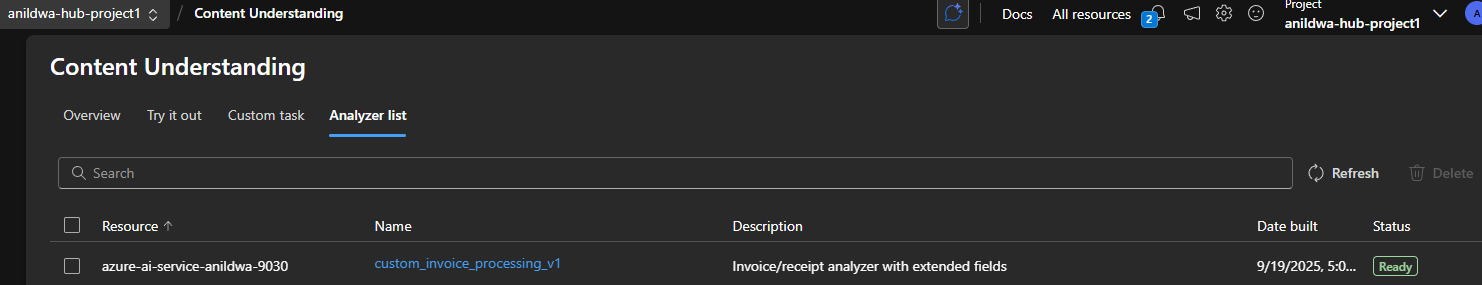 anildwa-hub-project1 / Content Understanding
Docs All resources 2 Project
anildwa-hub-project1 A
Content Understanding
Overview Try it out Custom task Analyzer list
Search Refresh Delete
Resource ↑ Name Description Date built Status
azure-ai-service-anildwa-9030 custom_invoice_processing_v1 Invoice/receipt analyzer with extended fields 9/19/2025, 5:0... Ready